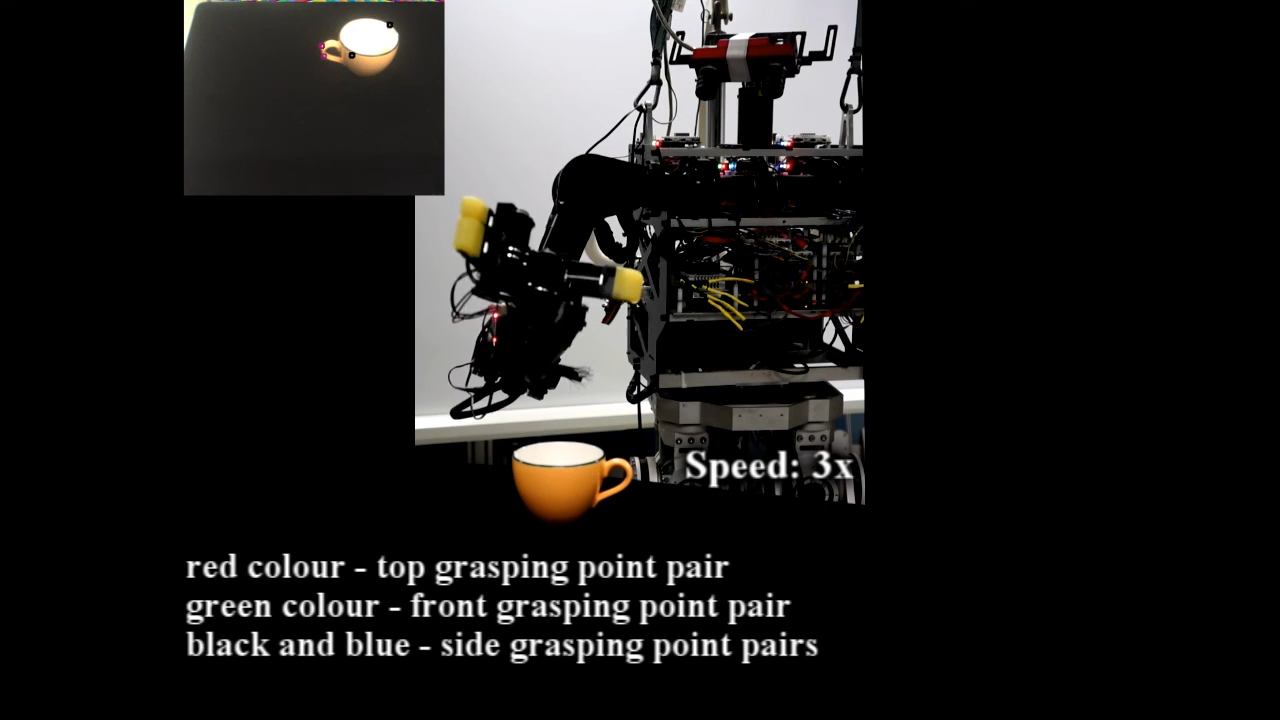 Speed: 3x
red colour - top grasping point pair
green colour - front grasping point pair
black and blue - side grasping point pairs